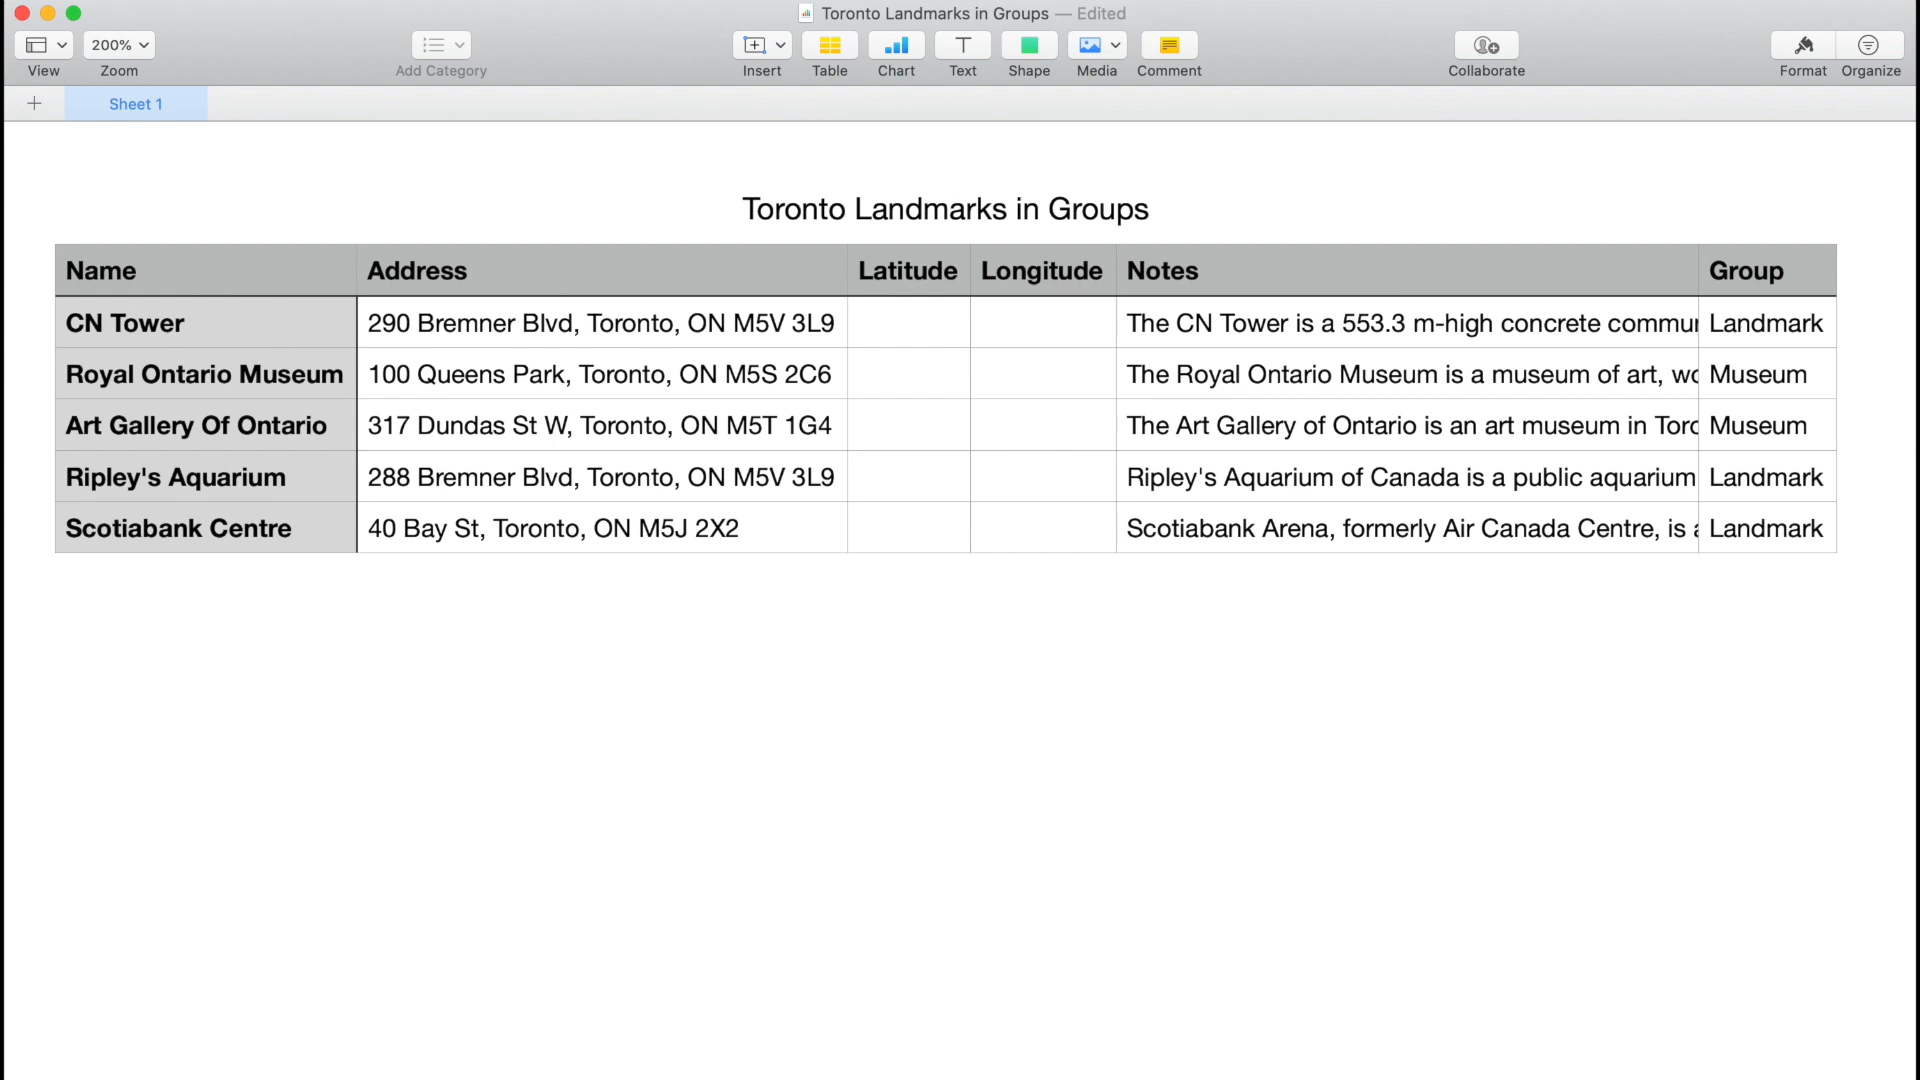 Toronto Landmarks in Groups — Edited
200%
View Zoom Add Category Insert Table Chart Text Shape Media Comment Collaborate Format Organize
Sheet 1
Toronto Landmarks in Groups
Name Address Latitude Longitude Notes Group
CN Tower 290 Bremner Blvd, Toronto, ON M5V 3L9 The CN Tower is a 553.3 m-high concrete commu Landmark
Royal Ontario Museum 100 Queens Park, Toronto, ON M5S 2C6 The Royal Ontario Museum is a museum of art, wo Museum
Art Gallery Of Ontario 317 Dundas St W, Toronto, ON M5T 1G4 The Art Gallery of Ontario is an art museum in Toro Museum
Ripley's Aquarium 288 Bremner Blvd, Toronto, ON M5V 3L9 Ripley's Aquarium of Canada is a public aquarium Landmark
Scotiabank Centre 40 Bay St, Toronto, ON M5J 2X2 Scotiabank Arena, formerly Air Canada Centre, is a Landmark